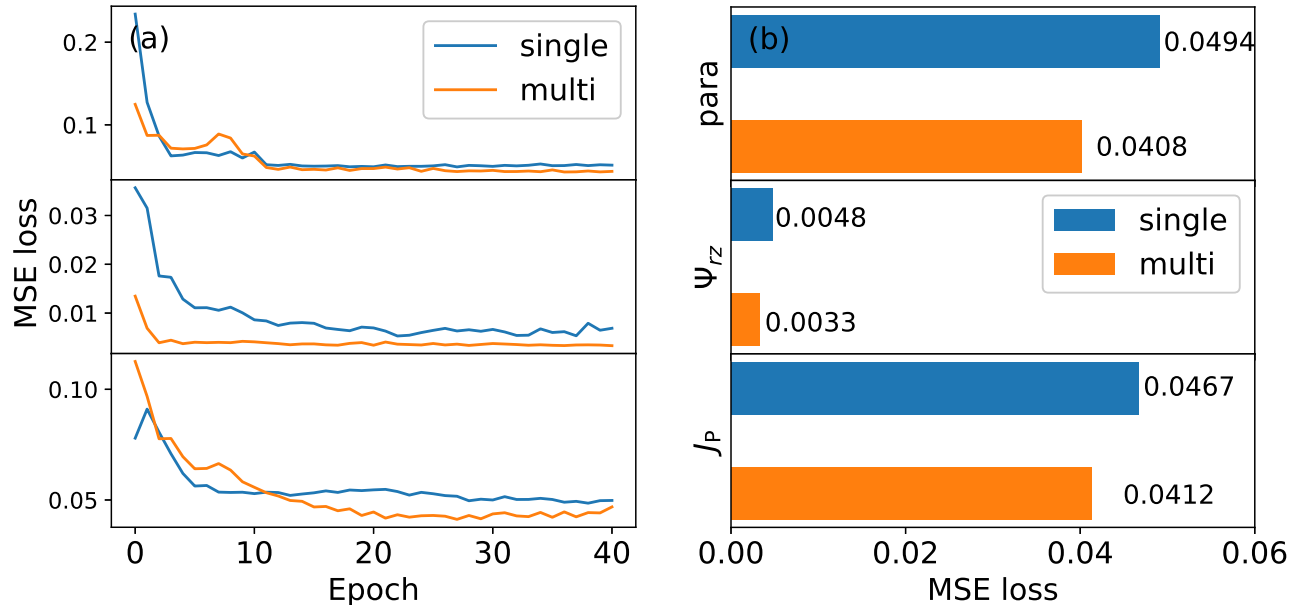 (a)
single
multi
0.2
0.1
0.03
0.02
0.01
0.10
0.05
MSE loss
0 10 20 30 40
Epoch
(b)
para
0.0494
0.0408
Ψrz
0.0048
0.0033
single
multi
JP
0.0467
0.0412
0.00 0.02 0.04 0.06
MSE loss